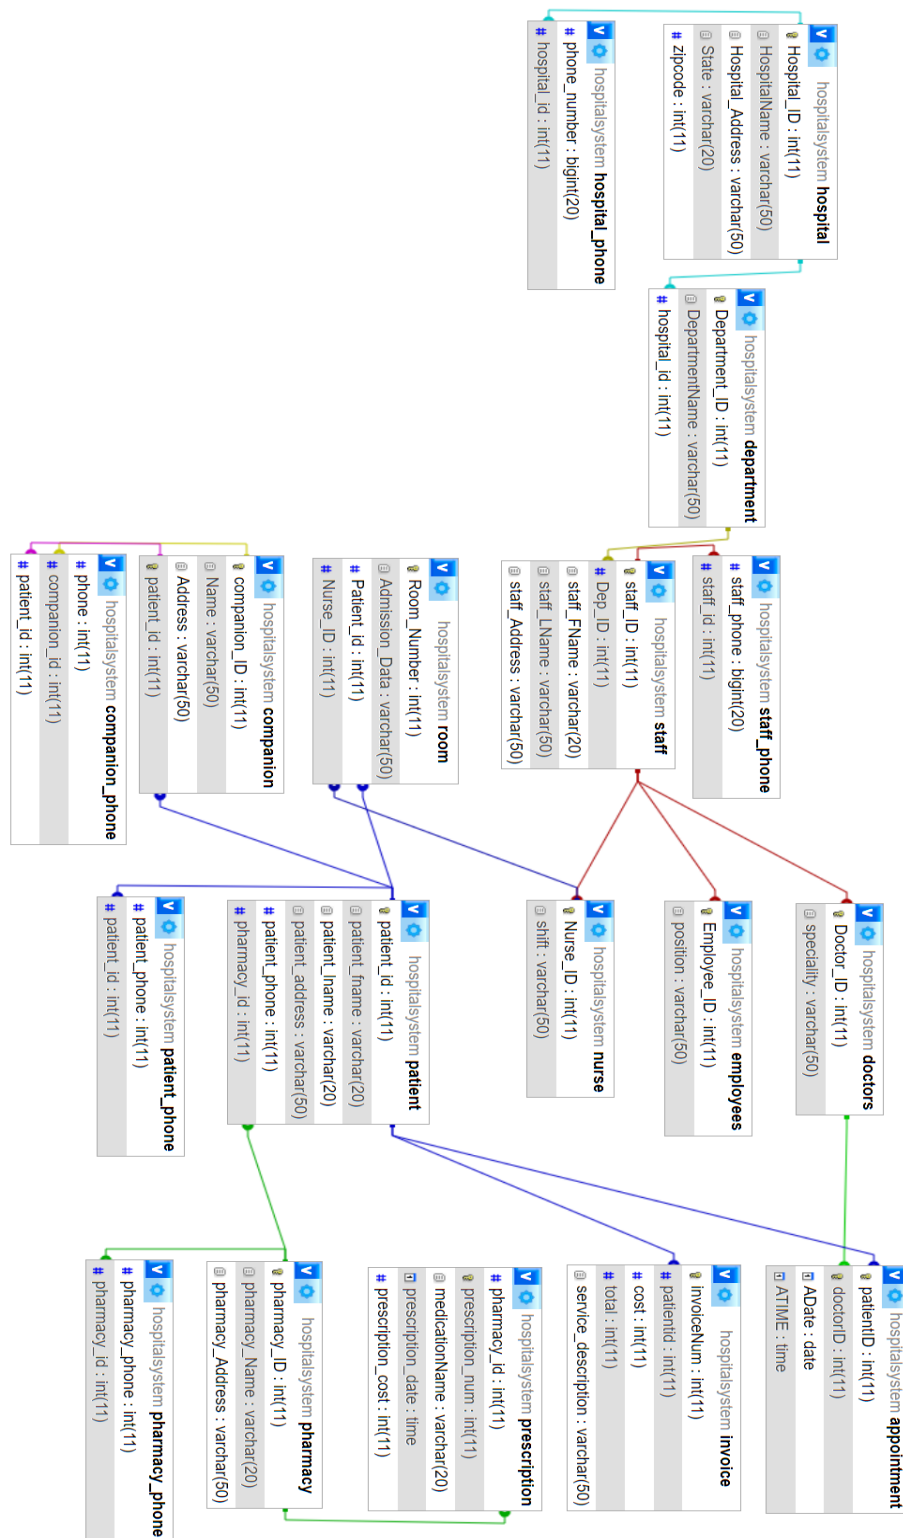 hospitalsystem hospital
Hospital_ID : int(11)
HospitalName : varchar(50)
Hospital_Address : varchar(50)
State : varchar(20)
# zipcode : int(11)
hospitalsystem hospital_phone
# phone_number : bigint(20)
# hospital_id : int(11)
hospitalsystem department
Department_ID : int(11)
DepartmentName : varchar(50)
# hospital_id : int(11)
hospitalsystem staff_phone
# staff_phone : bigint(20)
# staff_id : int(11)
hospitalsystem staff
staff_ID : int(11)
# Dep_ID : int(11)
staff_FName : varchar(20)
staff_LName : varchar(50)
staff_Address : varchar(50)
hospitalsystem room
Room_Number : int(11)
Admission_Data : varchar(50)
# Patient_id : int(11)
# Nurse_ID : int(11)
hospitalsystem companion
companion_ID : int(11)
Name : varchar(50)
Address : varchar(50)
patient_id : int(11)
hospitalsystem companion_phone
# phone : int(11)
# companion_id : int(11)
# patient_id : int(11)
hospitalsystem doctors
Doctor_ID : int(11)
speciality : varchar(50)
hospitalsystem employees
Employee_ID : int(11)
position : varchar(50)
hospitalsystem nurse
Nurse_ID : int(11)
shift : varchar(50)
hospitalsystem patient
patient_id : int(11)
patient_fname : varchar(20)
patient_lname : varchar(20)
patient_address : varchar(50)
# patient_phone : int(11)
# pharmacy_id : int(11)
hospitalsystem patient_phone
# patient_phone : int(11)
# patient_id : int(11)
hospitalsystem appointment
patientID : int(11)
doctorID : int(11)
ADate : date
ATIME : time
hospitalsystem invoice
invoiceNum : int(11)
# patientid : int(11)
# cost : int(11)
# total : int(11)
service_description : varchar(50)
hospitalsystem prescription
# pharmacy_id : int(11)
prescription_num : int(11)
medicationName : varchar(20)
prescription_date : time
# prescription_cost : int(11)
hospitalsystem pharmacy
pharmacy_ID : int(11)
pharmacy_Name : varchar(20)
pharmacy_Address : varchar(50)
hospitalsystem pharmacy_phone
# pharmacy_phone : int(11)
# pharmacy_id : int(11)